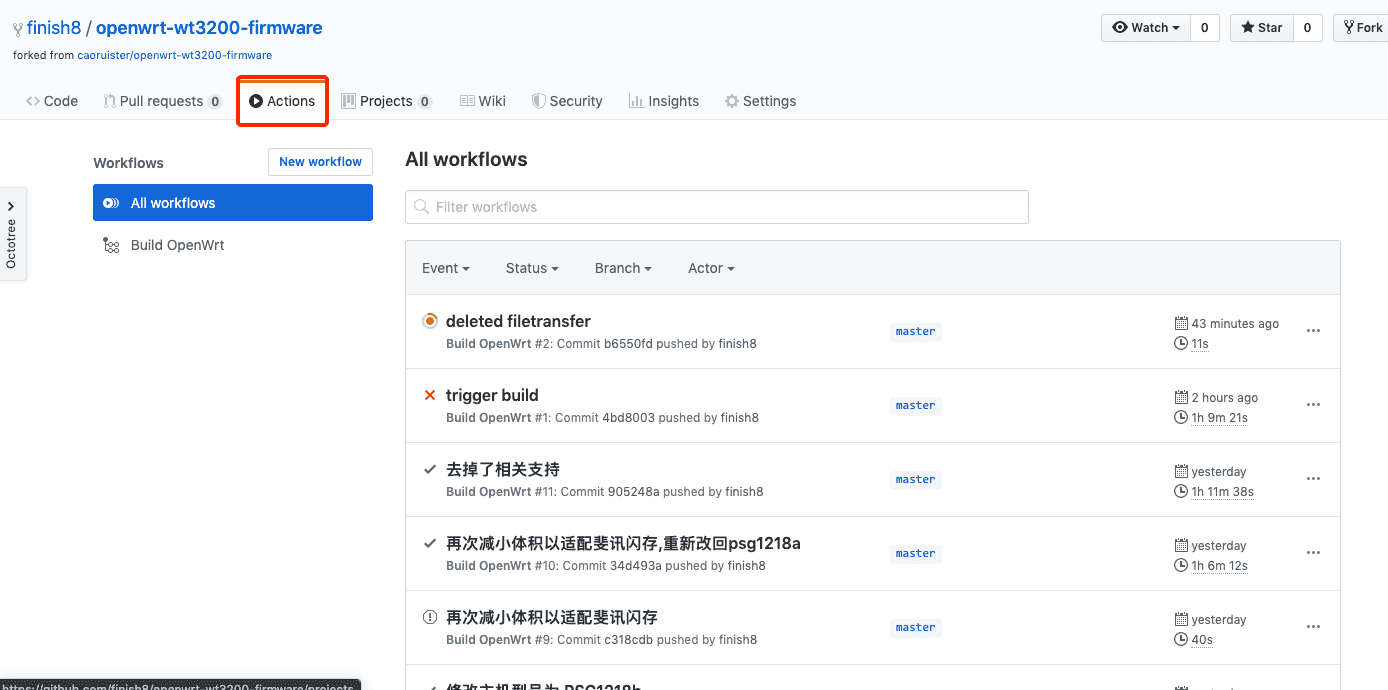 finish8 / openwrt-wt3200-firmware
Watch 0 Star 0 Fork
forked from caoruister/openwrt-wt3200-firmware
Code Pull requests 0 Actions Projects 0 Wiki Security Insights Settings
Workflows
New workflow
All workflows
Build OpenWrt
Octotree
All workflows
Filter workflows
Event Status Branch Actor
deleted filetransfer
Build OpenWrt #2: Commit b6550fd pushed by finish8
master
43 minutes ago
11s
trigger build
Build OpenWrt #1: Commit 4bd8003 pushed by finish8
master
2 hours ago
1h 9m 21s
去掉了相关支持
Build OpenWrt #11: Commit 905248a pushed by finish8
master
yesterday
1h 11m 38s
再次减小体积以适配斐讯闪存,重新改回psg1218a
Build OpenWrt #10: Commit 34d493a pushed by finish8
master
yesterday
1h 6m 12s
再次减小体积以适配斐讯闪存
Build OpenWrt #9: Commit c318cdb pushed by finish8
master
yesterday
40s
修改主机型号为 PSG1218b
https://github.com/finish8/openwrt-wt3200-firmware/projects